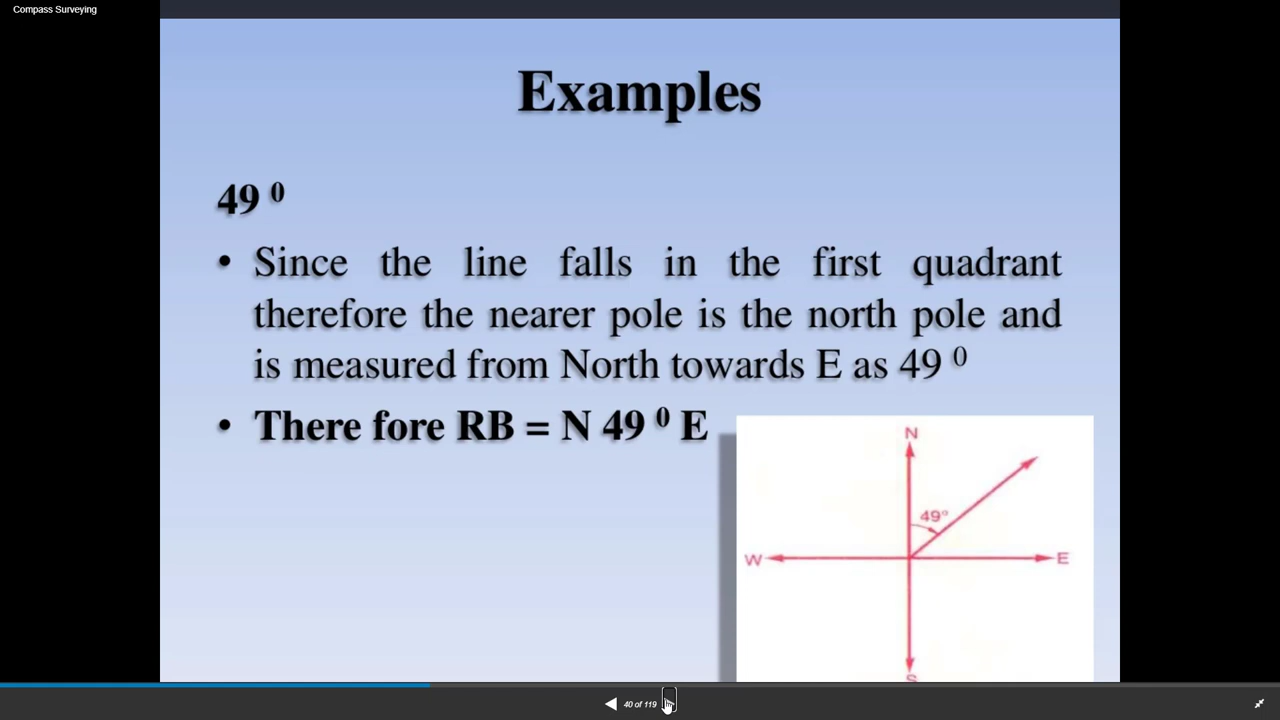 Compass Surveying
Examples
49 ⁰
• Since the line falls in the first quadrant
therefore the nearer pole is the north pole and
is measured from North towards E as 49 ⁰
• There fore RB = N 49 ⁰ E
N
49°
W
E
S
40 of 119